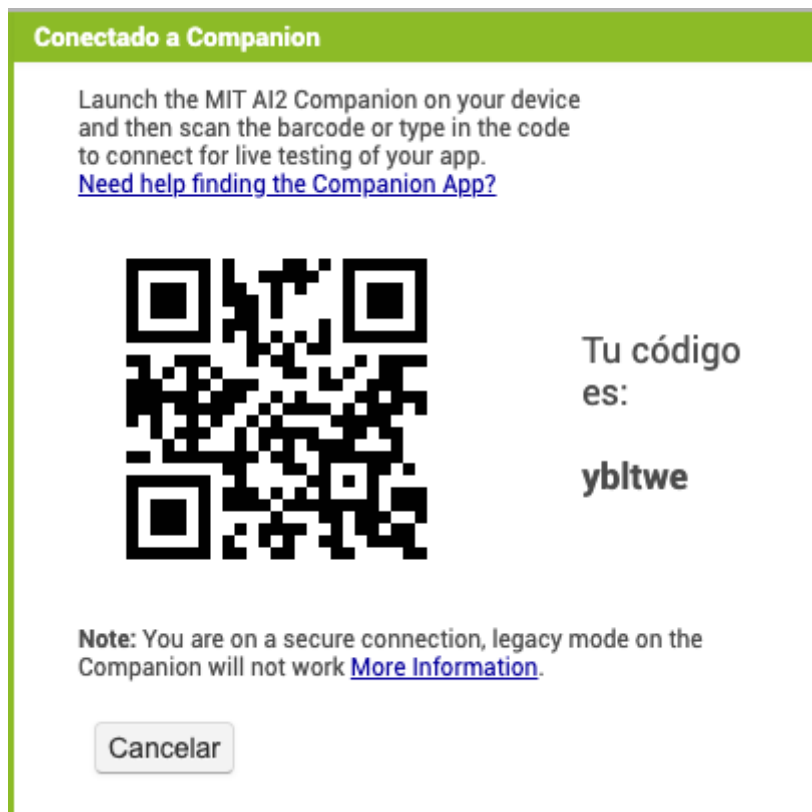 Conectado a Companion
Launch the MIT AI2 Companion on your device
and then scan the barcode or type in the code
to connect for live testing of your app.
Need help finding the Companion App?
Tu código
es:
ybltwe
Note: You are on a secure connection, legacy mode on the
Companion will not work More Information.
Cancelar